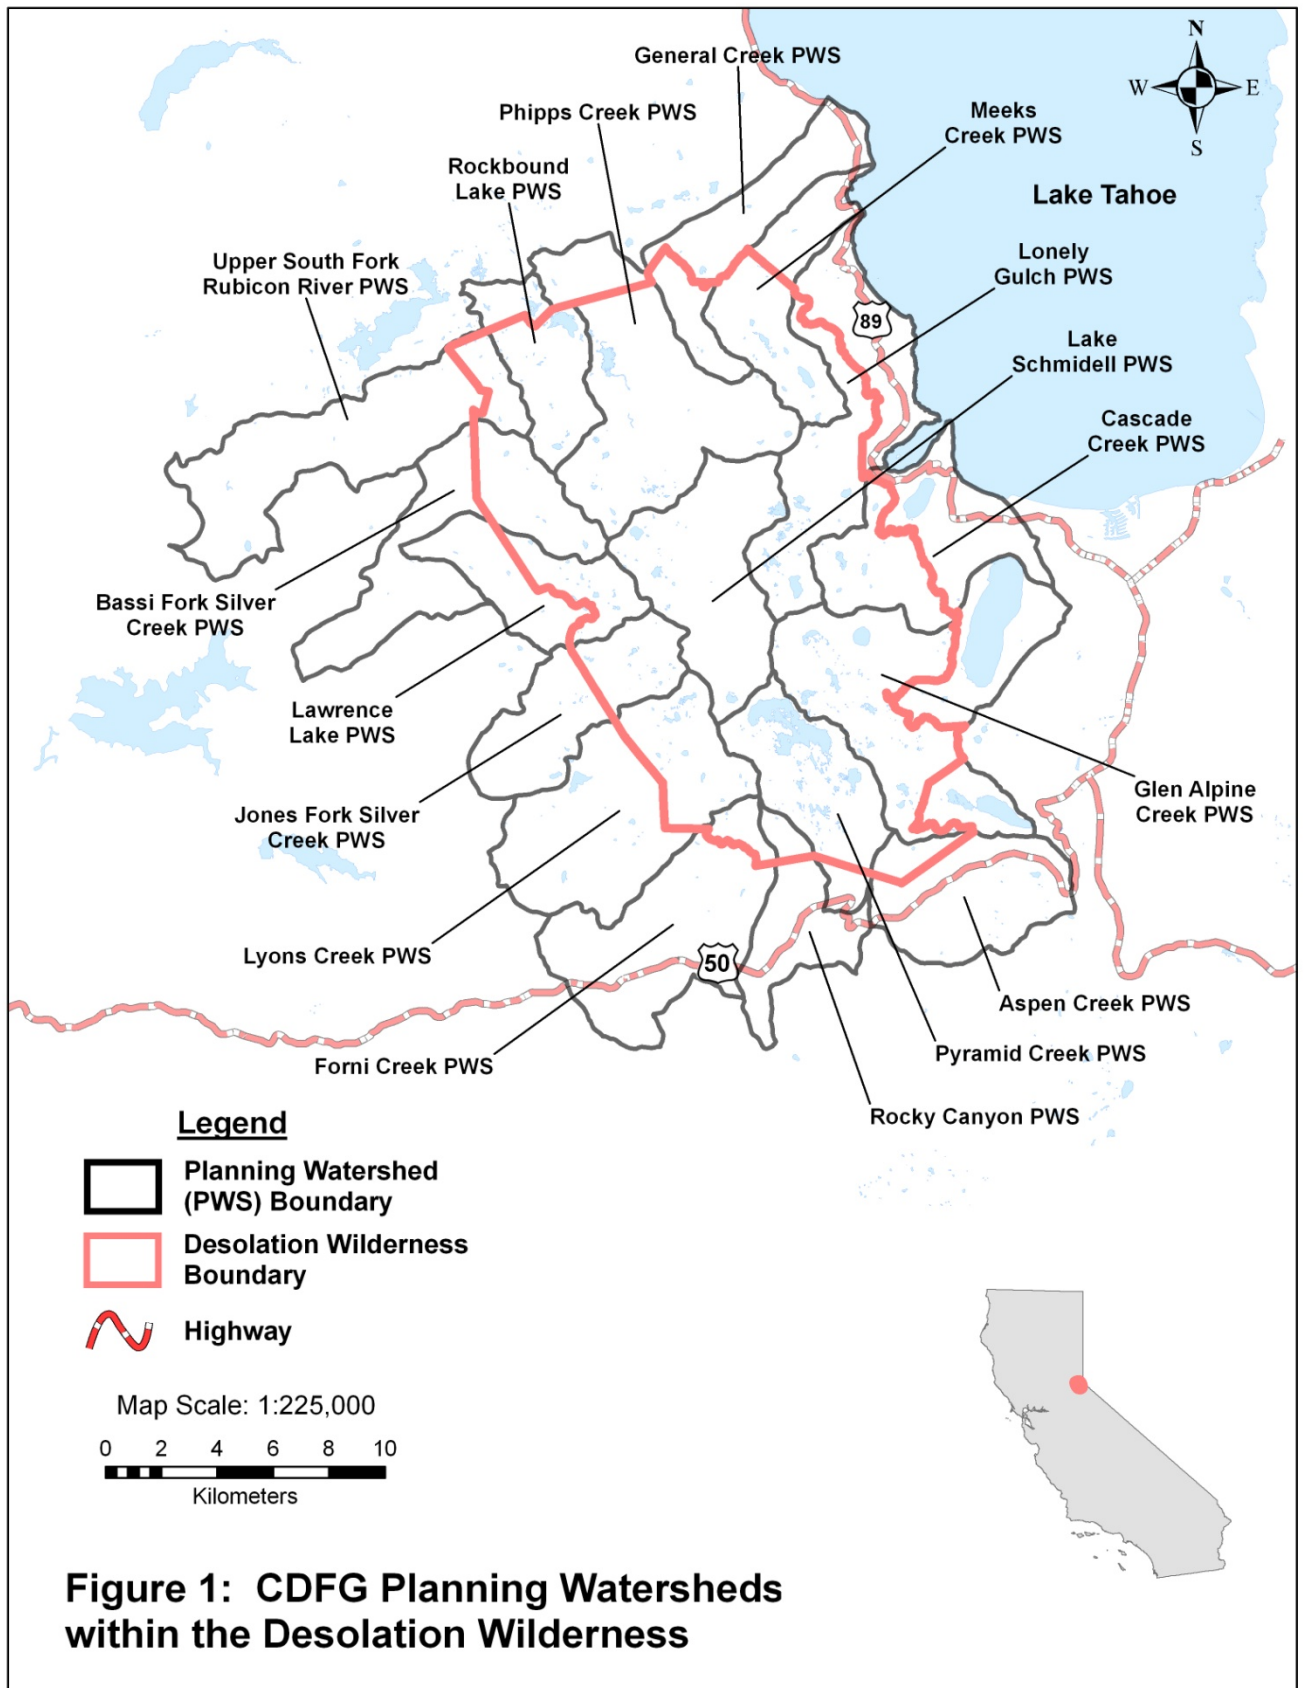 General Creek PWS
Phipps Creek PWS
Meeks
Creek PWS
Rockbound
Lake PWS
N
W
E
S
Lake Tahoe
Upper South Fork
Rubicon River PWS
Lonely
Gulch PWS
89
Lake
Schmidell PWS
Cascade
Creek PWS
Bassi Fork Silver
Creek PWS
Lawrence
Lake PWS
Glen Alpine
Creek PWS
Jones Fork Silver
Creek PWS
Lyons Creek PWS
50
Aspen Creek PWS
Forni Creek PWS
Pyramid Creek PWS
Rocky Canyon PWS
Legend
Planning Watershed
(PWS) Boundary
Desolation Wilderness
Boundary
Highway
Map Scale: 1:225,000
0 2 4 6 8 10
Kilometers
Figure 1: CDFG Planning Watersheds
within the Desolation Wilderness